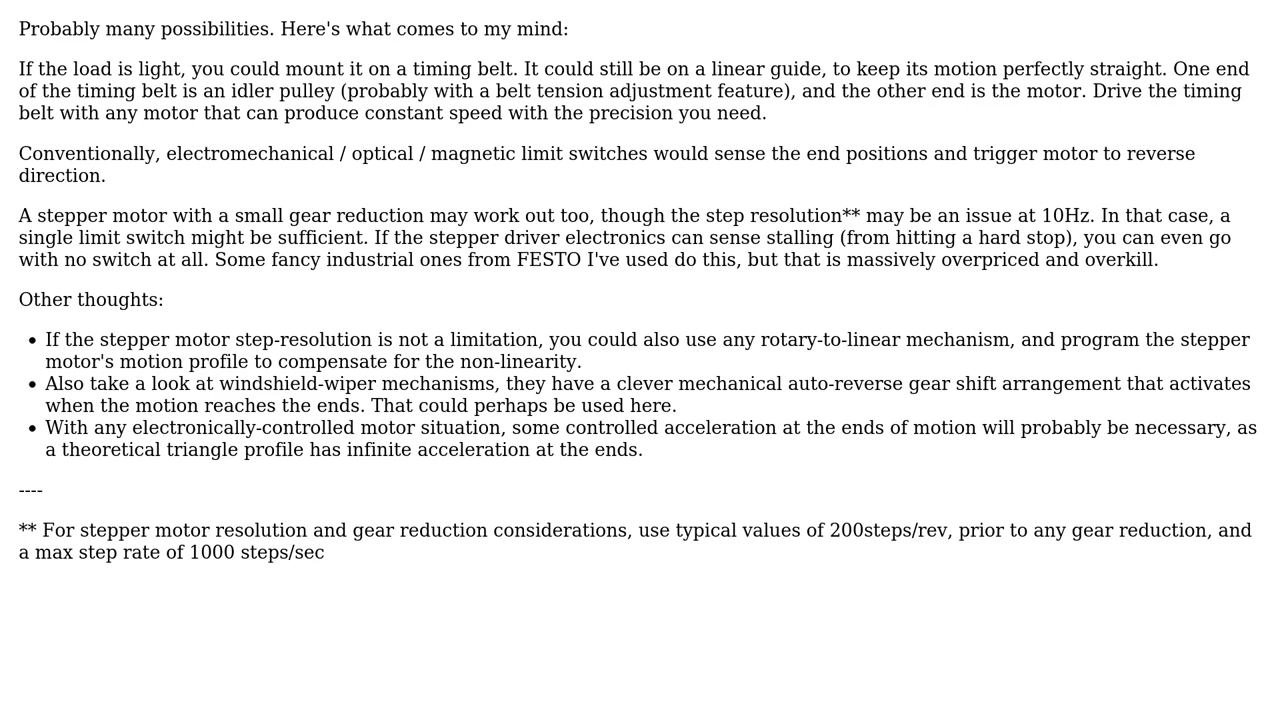 Probably many possibilities. Here's what comes to my mind:
If the load is light, you could mount it on a timing belt. It could still be on a linear guide, to keep its motion perfectly straight. One end
of the timing belt is an idler pulley (probably with a belt tension adjustment feature), and the other end is the motor. Drive the timing
belt with any motor that can produce constant speed with the precision you need.
Conventionally, electromechanical / optical / magnetic limit switches would sense the end positions and trigger motor to reverse
direction.
A stepper motor with a small gear reduction may work out too, though the step resolution** may be an issue at 10Hz. In that case, a
single limit switch might be sufficient. If the stepper driver electronics can sense stalling (from hitting a hard stop), you can even go
with no switch at all. Some fancy industrial ones from FESTO I've used do this, but that is massively overpriced and overkill.
Other thoughts:
• If the stepper motor step-resolution is not a limitation, you could also use any rotary-to-linear mechanism, and program the stepper
motor's motion profile to compensate for the non-linearity.
• Also take a look at windshield-wiper mechanisms, they have a clever mechanical auto-reverse gear shift arrangement that activates
when the motion reaches the ends. That could perhaps be used here.
• With any electronically-controlled motor situation, some controlled acceleration at the ends of motion will probably be necessary, as
a theoretical triangle profile has infinite acceleration at the ends.
----
** For stepper motor resolution and gear reduction considerations, use typical values of 200steps/rev, prior to any gear reduction, and
a max step rate of 1000 steps/sec